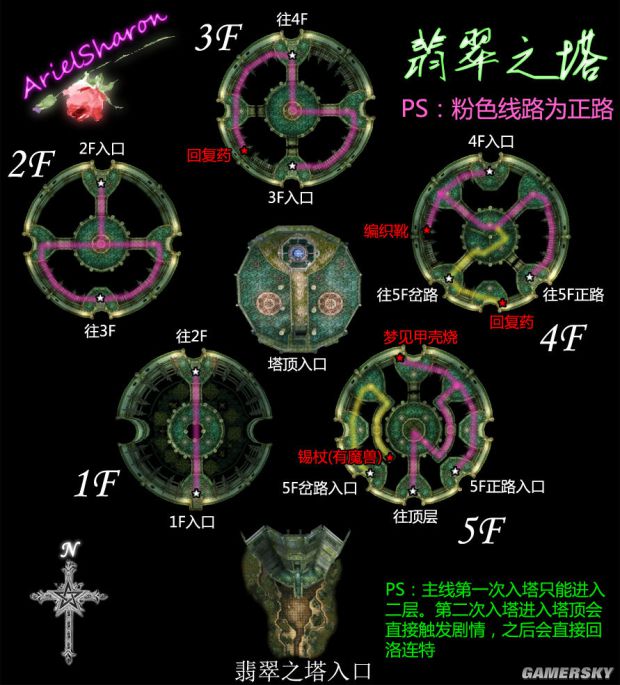 ArielSharon
往4F
3F
翡翠之塔
PS：粉色线路为正路
回复药
3F入口
2F
2F入口
往3F
4F入口
编织靴
往5F岔路
往5F正路
回复药
4F
塔顶入口
往2F
1F
1F入口
梦见甲壳烧
锡杖(有魔兽)
5F岔路入口
5F正路入口
往顶层
5F
N
翡翠之塔入口
PS：主线第一次入塔只能进入
二层。第二次入塔进入塔顶会
直接触发剧情，之后会直接回
洛连特
GAMERSKY